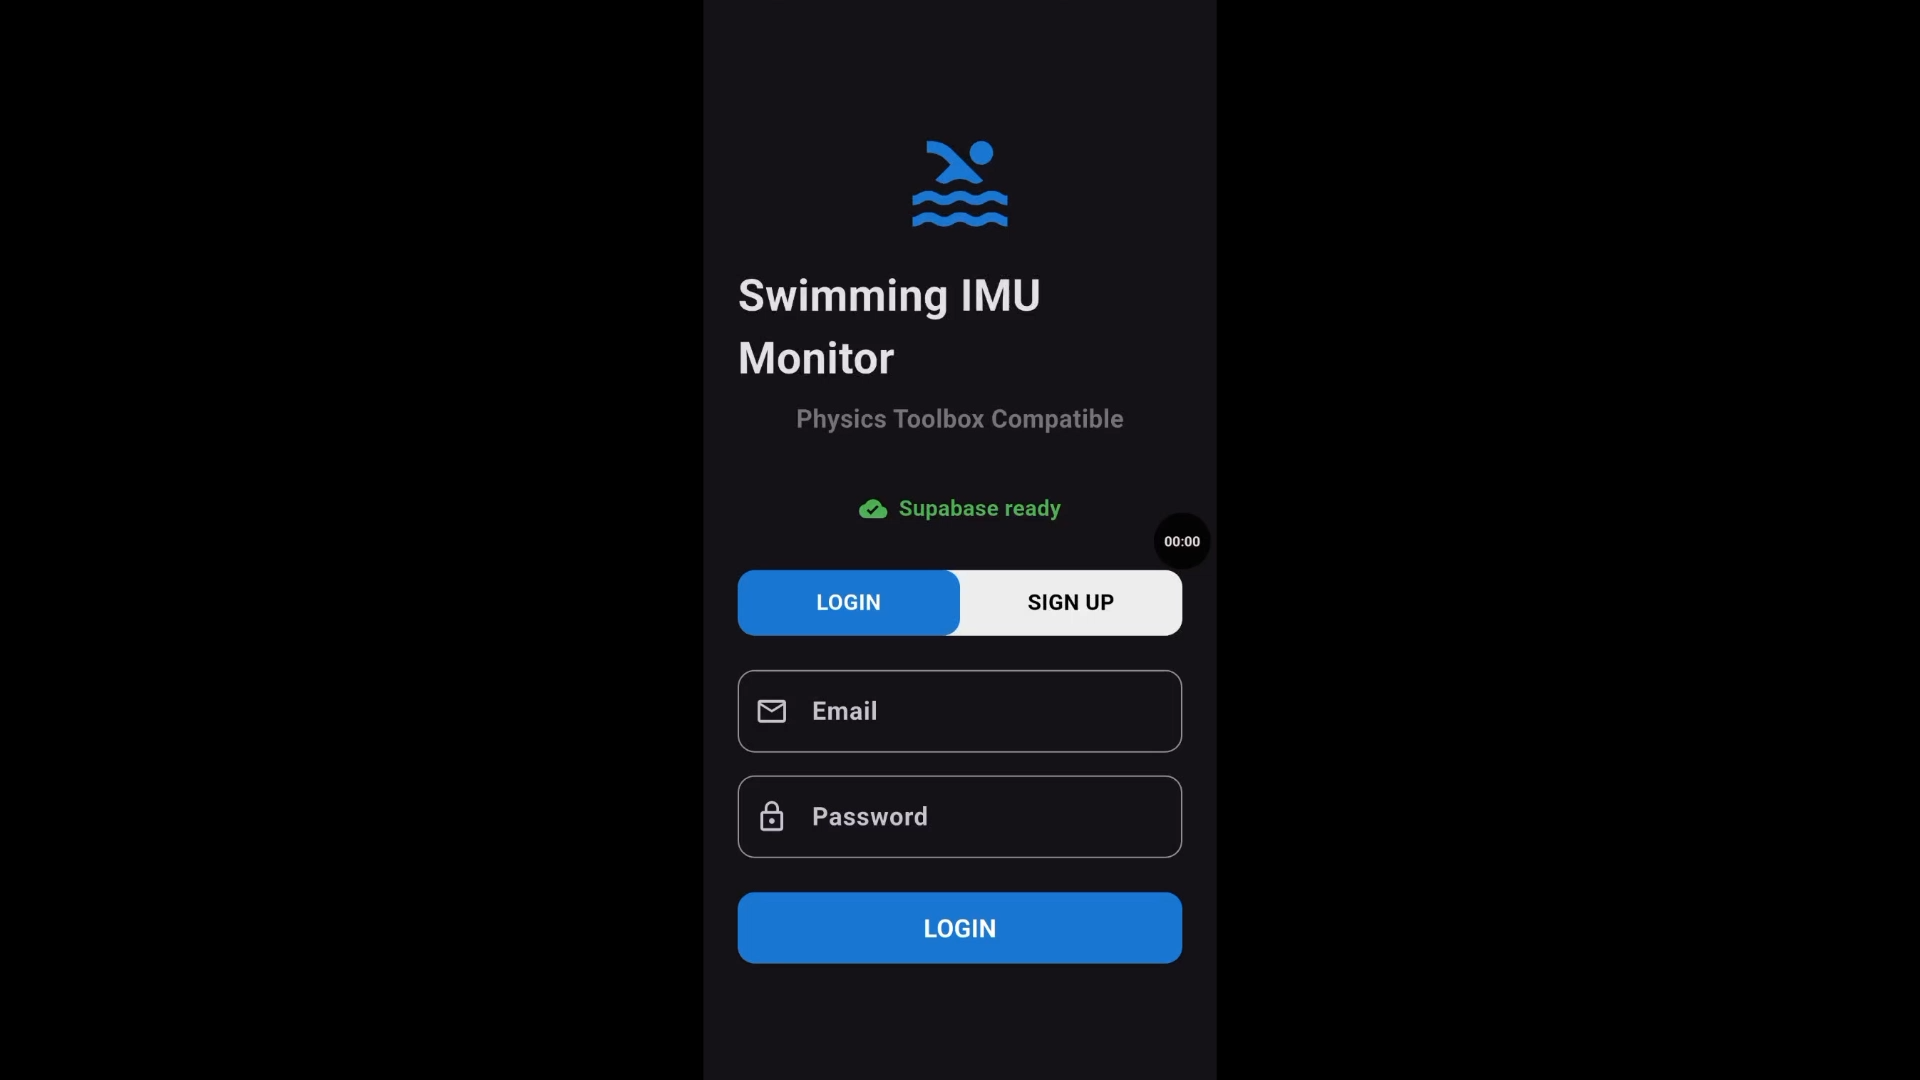 Swimming IMU
Monitor
Physics Toolbox Compatible
Supabase ready
00:00
LOGIN
SIGN UP
Email
Password
LOGIN